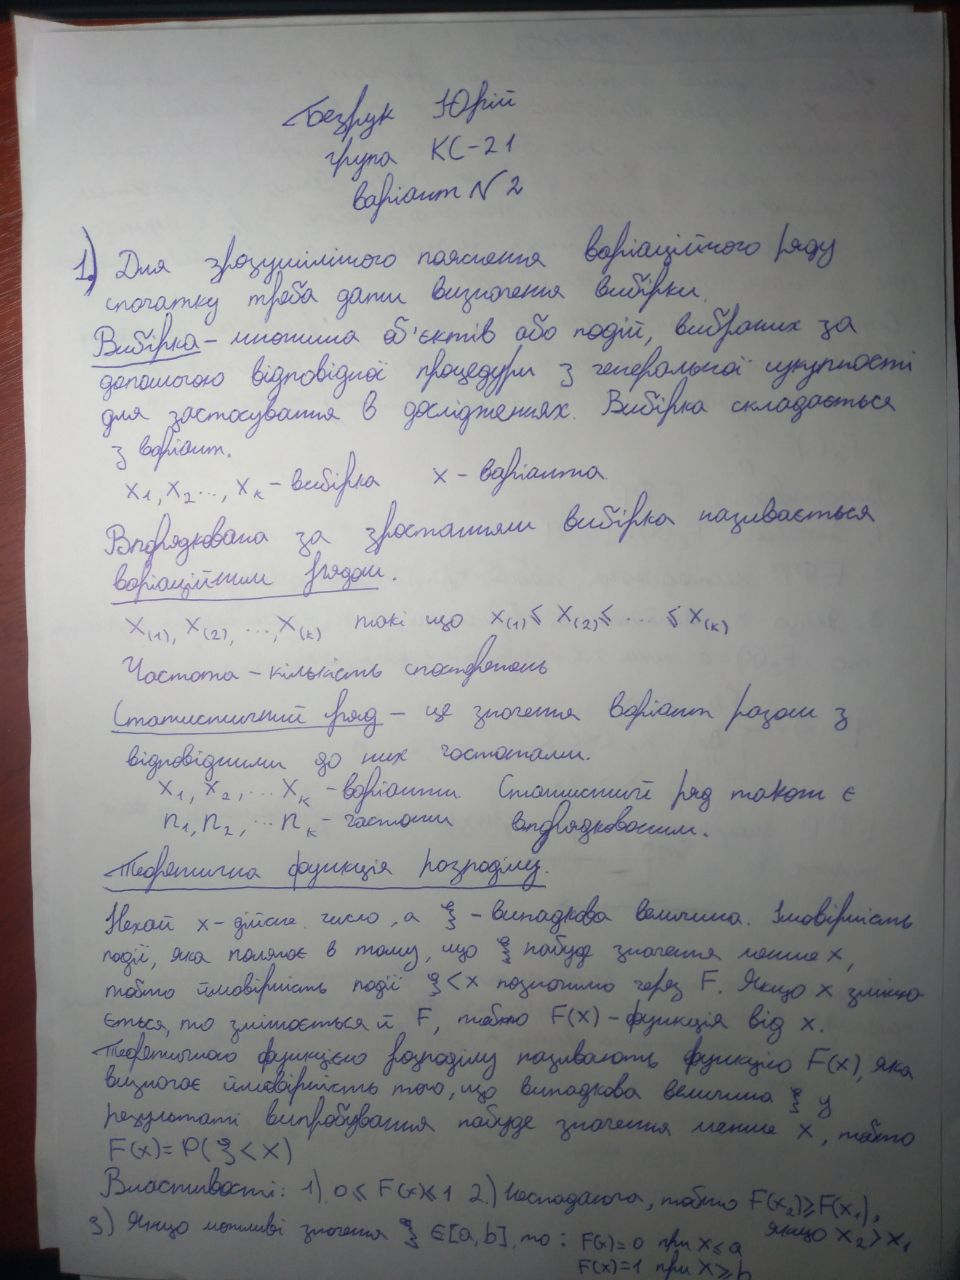 Безрук Юрій
група КС-21
варіант №2
1.) Для зрозумілішого пояснення варіаційного ряду
спочатку треба дати визначення вибірки.
Вибірка - множина об'єктів або подій, вибраних за
допомогою відповідної процедури з генеральної сукупності
для застосування в дослідженнях. Вибірка складається
з варіант.
x1, x2 ..., xk - вибірка x - варіанта
Впорядкована за зростанням вибірка називається
варіаційним рядом.
x(1), x(2), ..., x(k) такі що x(1) ≤ x(2) ≤ ... ≤ x(k)
Частота - кількість спостережень
Статистичний ряд - це значення варіант разом з
відповідними до них частотами.
x1, x2, ... xk - варіанти Статистичний ряд також є
n1, n2, ... nk - частоти впорядкованим.
Теоретична функція розподілу.
Нехай x - дійсне число, а ξ - випадкова величина. Імовірність
події, яка полягає в тому, що ξ набуде значення менше x,
тобто ймовірність події ξ < x позначимо через F. Якщо x зміню-
ється, то змінюється й F, тобто F(x) - функція від x.
Теоретичною функцією розподілу називають функцію F(x), яка
визначає ймовірність того, що випадкова величина ξ у
результаті випробування набуде значення менше x, тобто
F(x) = P(ξ < x)
Властивості: 1) 0 ≤ F(x) ≤ 1 2.) Неспадаюча, тобто F(x2) ≥ F(x1),
якщо x2 > x1
3) Якщо можливі значення ξ ∈ [a, b], то: F(x) = 0 при x ≤ a
F(x) = 1 при x ≥ b